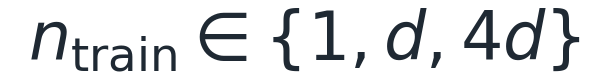 n_train ∈ {1, d, 4d}